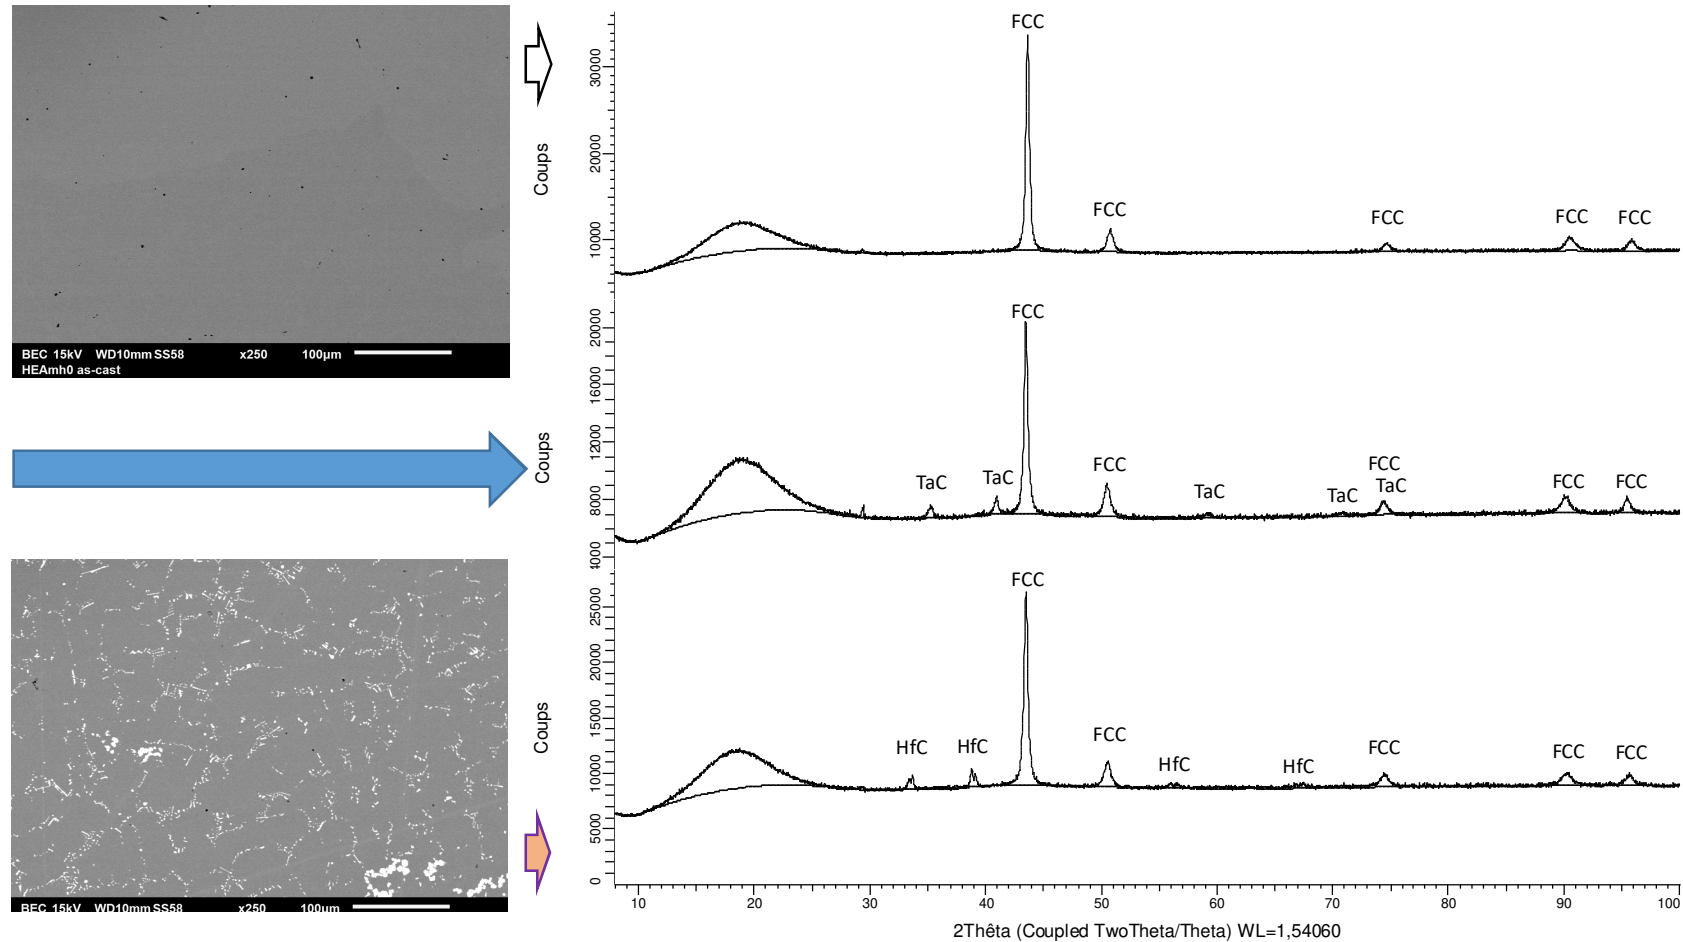 BEC 15kV WD10mm SS58 x250 100µm
HEAmh0 as-cast
Coups
30000
20000
10000
FCC
FCC
FCC
FCC
FCC
Coups
20000
16000
12000
8000
4000
TaC
TaC
FCC
FCC
TaC
TaC
FCC
TaC
FCC
FCC
BEC 15kV WD10mm SS58 x250 100µm
Coups
25000
20000
15000
10000
5000
0
HfC
HfC
FCC
FCC
HfC
HfC
FCC
FCC
FCC
10 20 30 40 50 60 70 80 90 100
2Thêta (Coupled TwoTheta/Theta) WL=1,54060